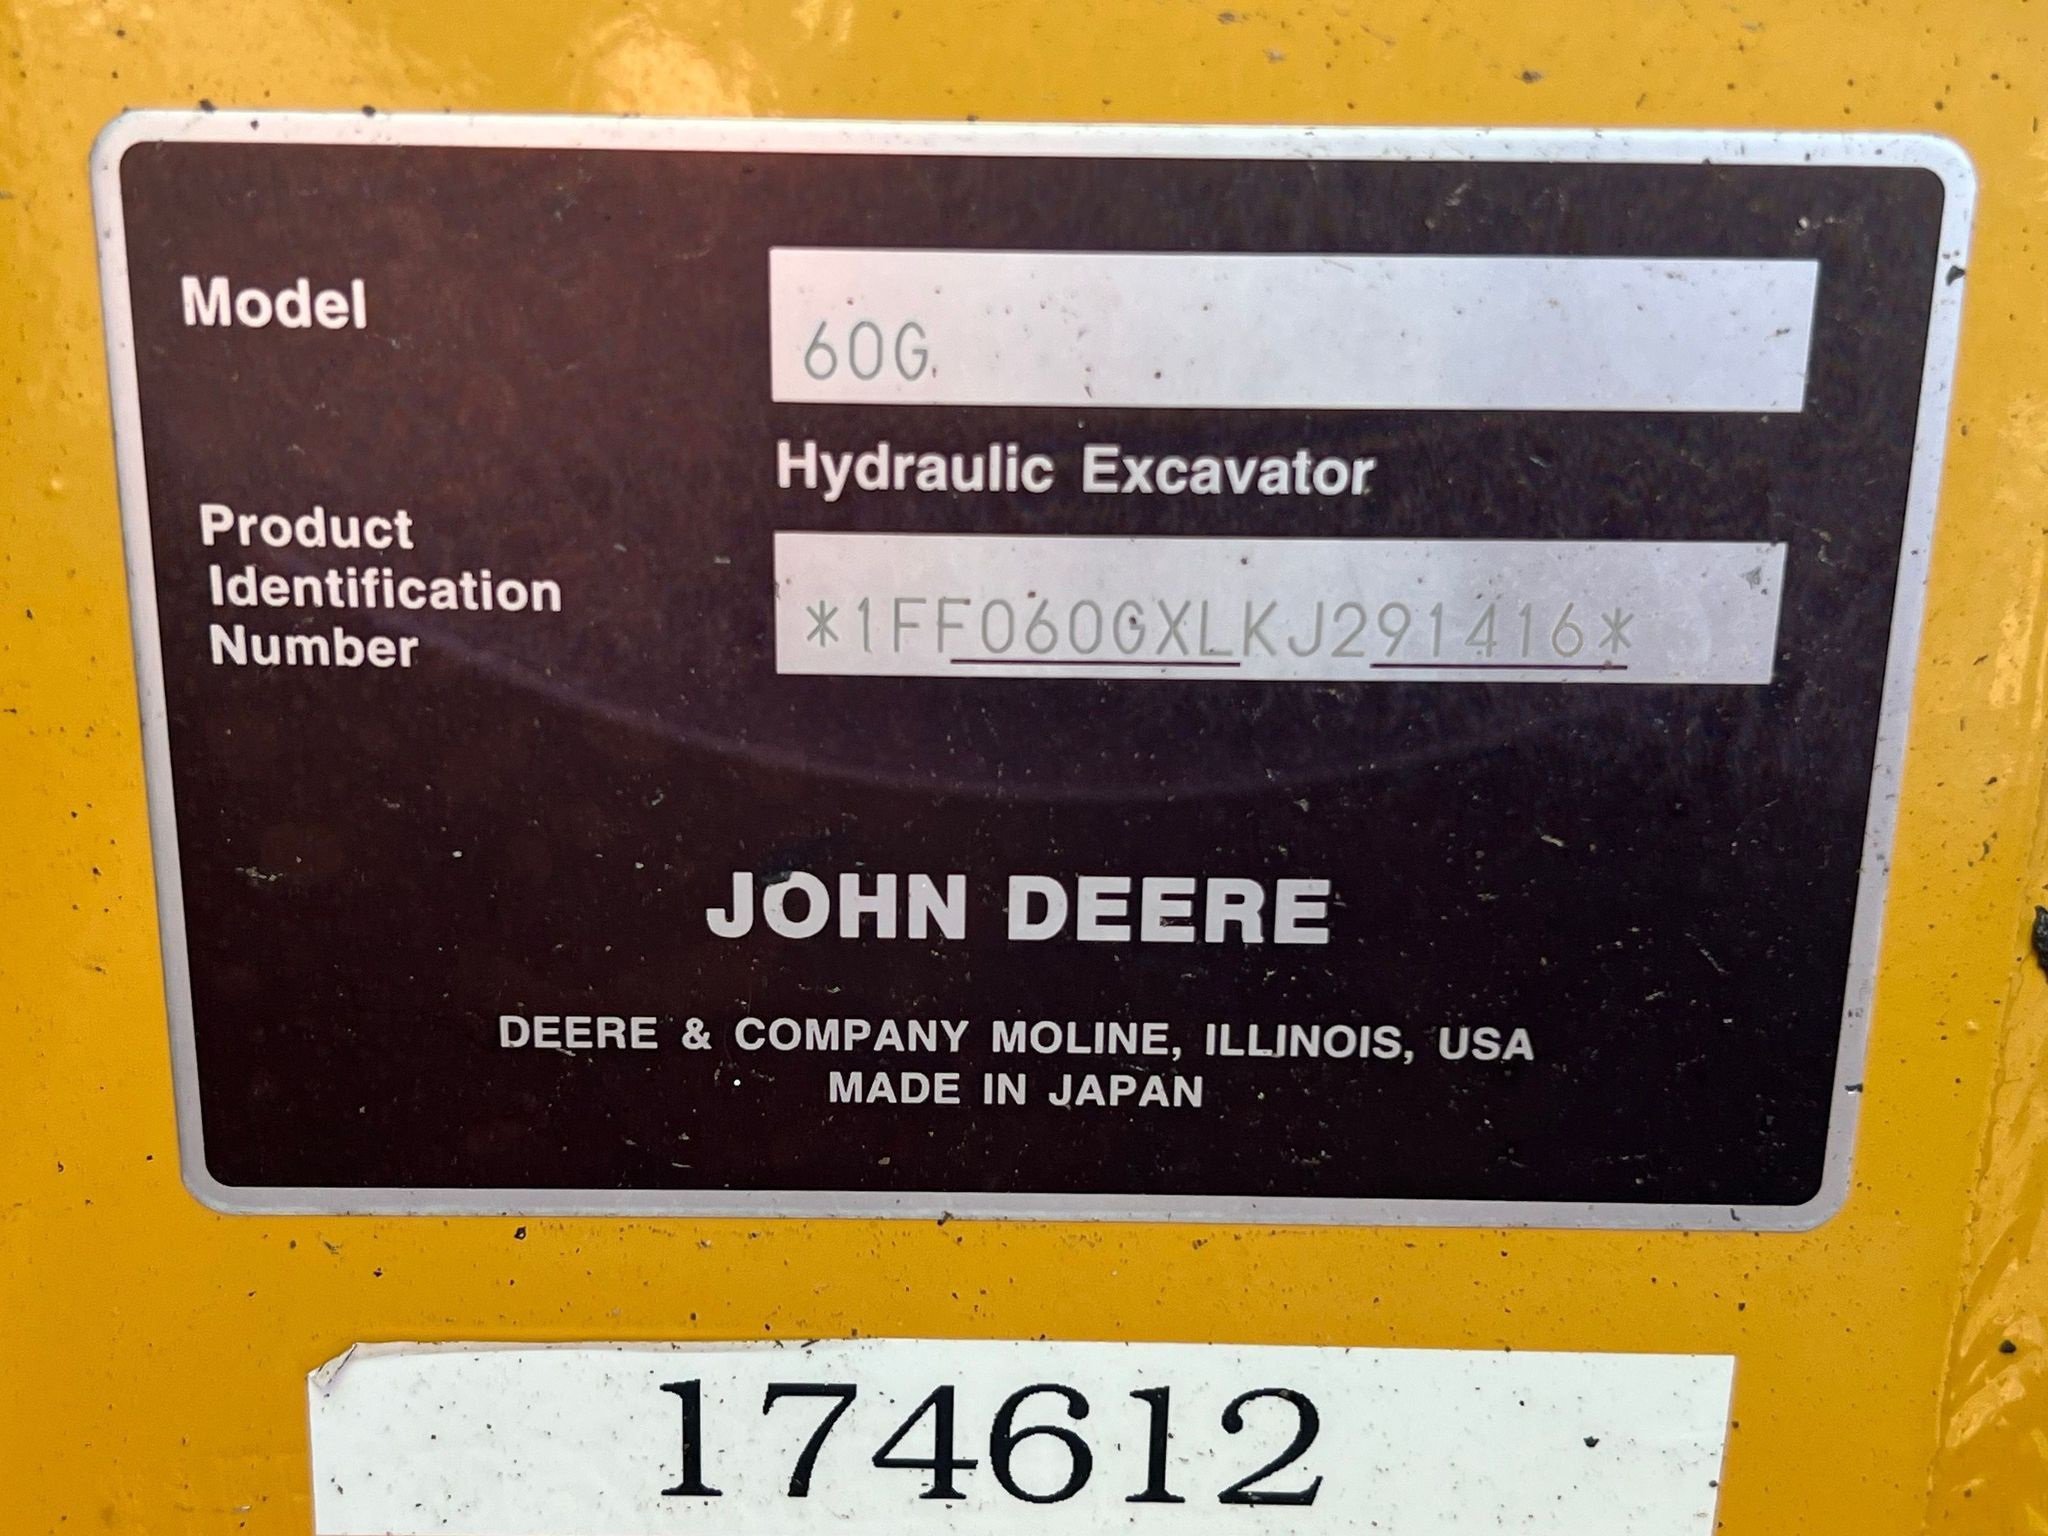 Model
60G
Hydraulic Excavator
Product
Identification
Number
*1FF060GXLKJ291416*
JOHN DEERE
DEERE & COMPANY MOLINE, ILLINOIS, USA
MADE IN JAPAN
174612